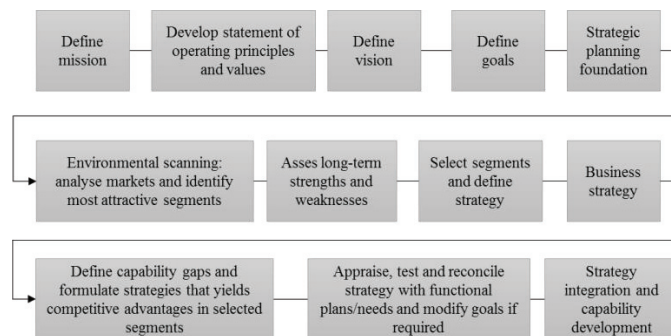 Define
mission
Develop statement of
operating principles
and values
Define
vision
Define
goals
Strategic
planning
foundation
Environmental scanning:
analyse markets and identify
most attractive segments
Asses long-term
strengths and
weaknesses
Select segments
and define
strategy
Business
strategy
Define capability gaps and
formulate strategies that yields
competitive advantages in selected
segments
Appraise, test and reconcile
strategy with functional
plans/needs and modify goals if
required
Strategy
integration and
capability
development